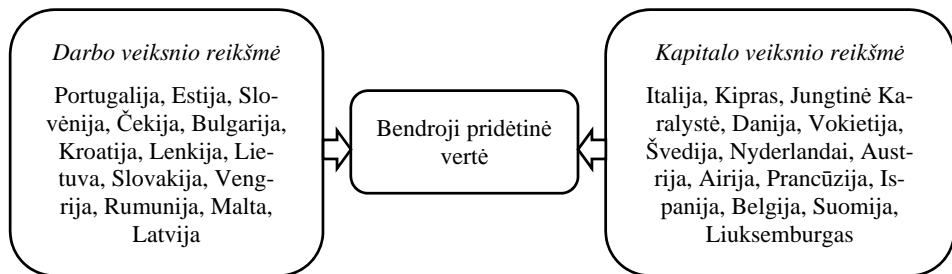 Darbo veiksnio reikšmė
Portugalija, Estija, Slo-
vėnija, Čekija, Bulgarija,
Kroatija, Lenkija, Lie-
tuva, Slovakija, Veng-
rija, Rumunija, Malta,
Latvija
Bendroji pridėtinė
vertė
Kapitalo veiksnio reikšmė
Italija, Kipras, Jungtinė Ka-
ralystė, Danija, Vokietija,
Švedija, Nyderlandai, Aust-
rija, Airija, Prancūzija, Is-
panija, Belgija, Suomija,
Liuksemburgas